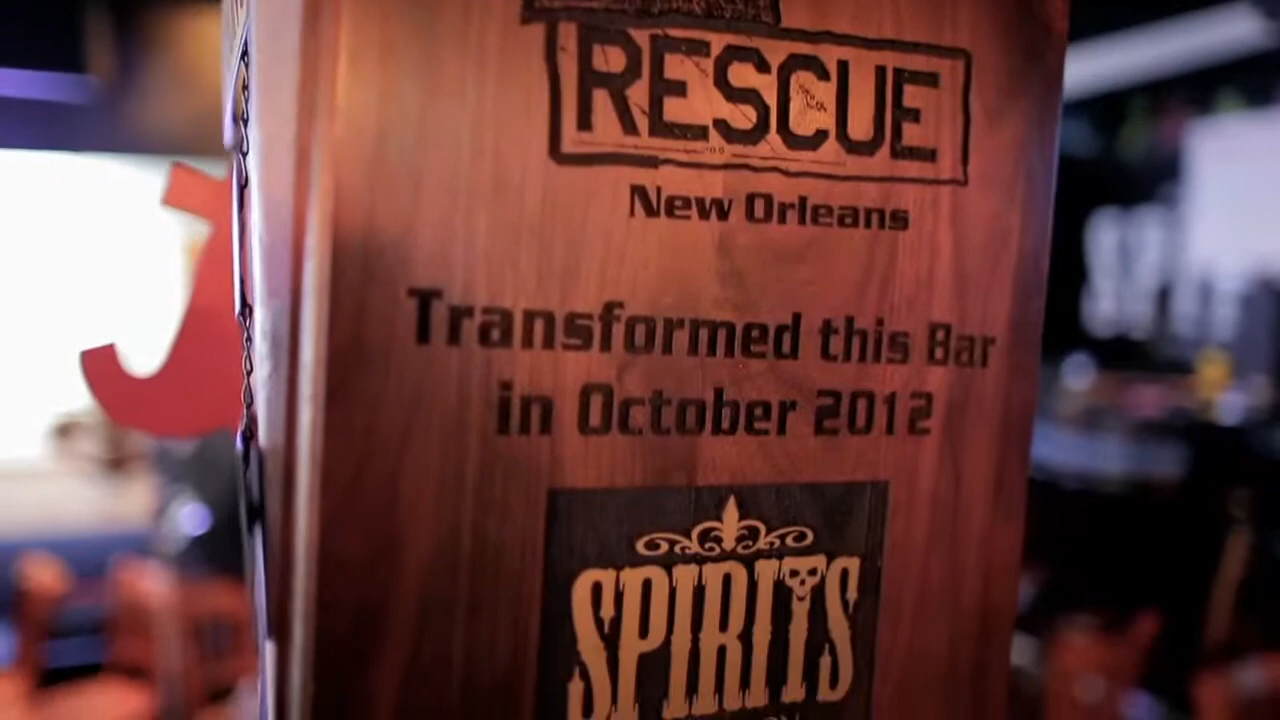 RESCUE
New Orleans
Transformed this Bar
in October 2012
SPIRITS